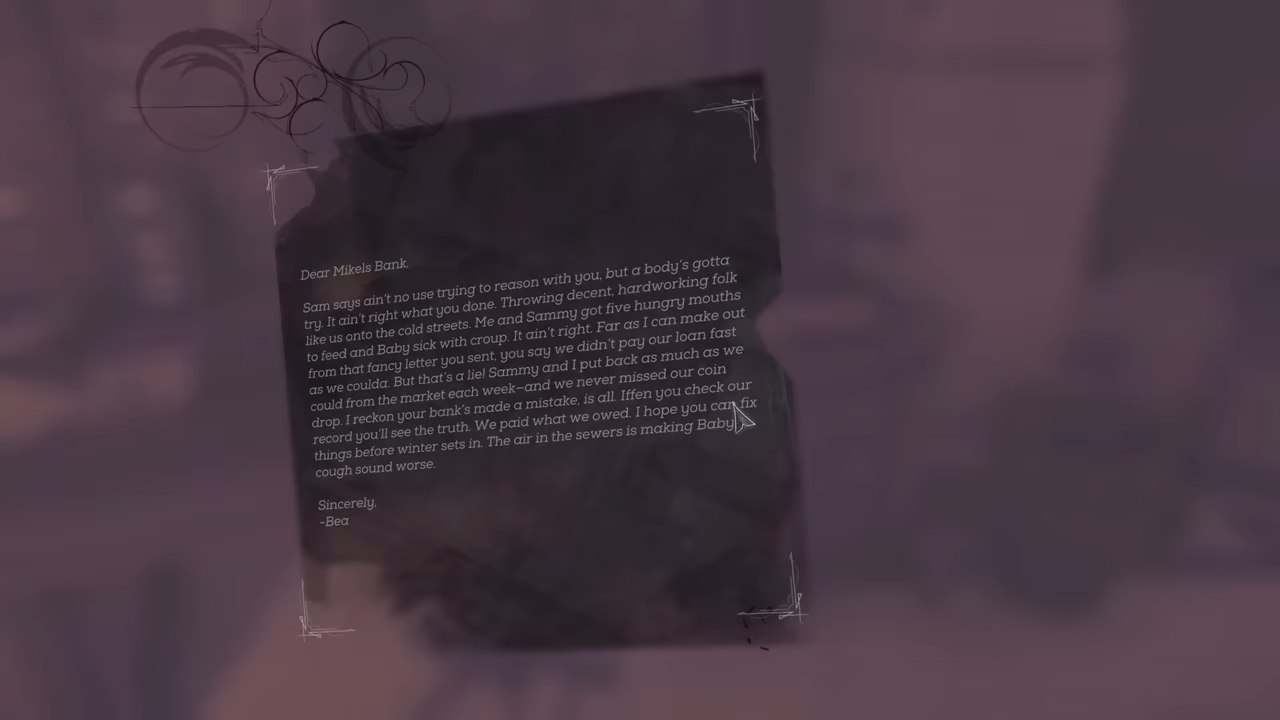 Dear Mikels Bank,
Sam says ain't no use trying to reason with you, but a body's gotta
try. It ain't right what you done. Throwing decent, hardworking folk
like us onto the cold streets. Me and Sammy got five hungry mouths
to feed and Baby sick with croup. It ain't right. Far as I can make out
from that fancy letter you sent, you say we didn't pay our loan fast
as we coulda. But that's a lie! Sammy and I put back as much as we
could from the market each week—and we never missed our coin
drop. I reckon your bank's made a mistake, is all. Iffen you check our
record you'll see the truth. We paid what we owed. I hope you can fix
things before winter sets in. The air in the sewers is making Baby's
cough sound worse.
Sincerely,
-Bea